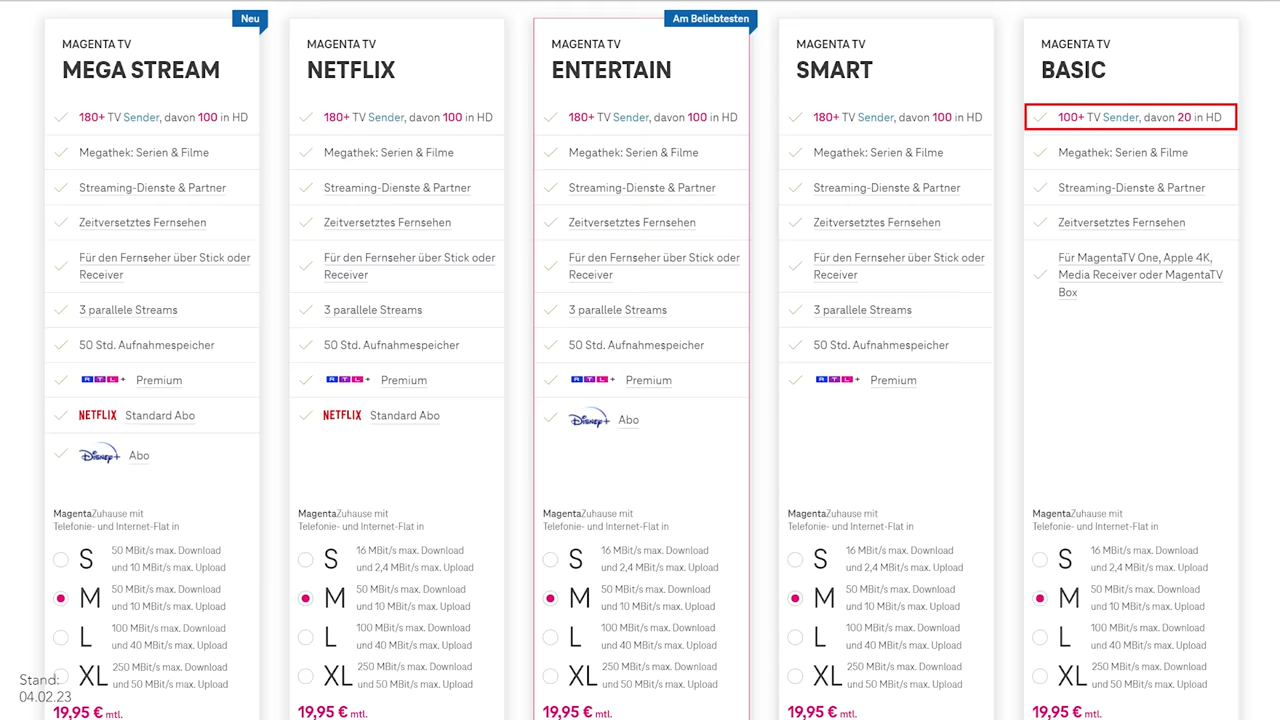 Neu
MAGENTA TV
MEGA STREAM
180+ TV Sender, davon 100 in HD
Megathek: Serien & Filme
Streaming-Dienste & Partner
Zeitversetztes Fernsehen
Für den Fernseher über Stick oder
Receiver
3 parallele Streams
50 Std. Aufnahmespeicher
RTL+ Premium
NETFLIX Standard Abo
Disney+ Abo
MagentaZuhause mit
Telefonie- und Internet-Flat in
S 50 MBit/s max. Download
und 10 MBit/s max. Upload
M 50 MBit/s max. Download
und 10 MBit/s max. Upload
L 100 MBit/s max. Download
und 40 MBit/s max. Upload
XL 250 MBit/s max. Download
und 50 MBit/s max. Upload
19,95 € mtl.
MAGENTA TV
NETFLIX
180+ TV Sender, davon 100 in HD
Megathek: Serien & Filme
Streaming-Dienste & Partner
Zeitversetztes Fernsehen
Für den Fernseher über Stick oder
Receiver
3 parallele Streams
50 Std. Aufnahmespeicher
RTL+ Premium
NETFLIX Standard Abo
MagentaZuhause mit
Telefonie- und Internet-Flat in
S 16 MBit/s max. Download
und 2,4 MBit/s max. Upload
M 50 MBit/s max. Download
und 10 MBit/s max. Upload
L 100 MBit/s max. Download
und 40 MBit/s max. Upload
XL 250 MBit/s max. Download
und 50 MBit/s max. Upload
19,95 € mtl.
Am Beliebtesten
MAGENTA TV
ENTERTAIN
180+ TV Sender, davon 100 in HD
Megathek: Serien & Filme
Streaming-Dienste & Partner
Zeitversetztes Fernsehen
Für den Fernseher über Stick oder
Receiver
3 parallele Streams
50 Std. Aufnahmespeicher
RTL+ Premium
Disney+ Abo
MagentaZuhause mit
Telefonie- und Internet-Flat in
S 16 MBit/s max. Download
und 2,4 MBit/s max. Upload
M 50 MBit/s max. Download
und 10 MBit/s max. Upload
L 100 MBit/s max. Download
und 40 MBit/s max. Upload
XL 250 MBit/s max. Download
und 50 MBit/s max. Upload
19,95 € mtl.
MAGENTA TV
SMART
180+ TV Sender, davon 100 in HD
Megathek: Serien & Filme
Streaming-Dienste & Partner
Zeitversetztes Fernsehen
Für den Fernseher über Stick oder
Receiver
3 parallele Streams
50 Std. Aufnahmespeicher
RTL+ Premium
MagentaZuhause mit
Telefonie- und Internet-Flat in
S 16 MBit/s max. Download
und 2,4 MBit/s max. Upload
M 50 MBit/s max. Download
und 10 MBit/s max. Upload
L 100 MBit/s max. Download
und 40 MBit/s max. Upload
XL 250 MBit/s max. Download
und 50 MBit/s max. Upload
19,95 € mtl.
MAGENTA TV
BASIC
100+ TV Sender, davon 20 in HD
Megathek: Serien & Filme
Streaming-Dienste & Partner
Zeitversetztes Fernsehen
Für MagentaTV One, Apple 4K,
Media Receiver oder MagentaTV
Box
MagentaZuhause mit
Telefonie- und Internet-Flat in
S 16 MBit/s max. Download
und 2,4 MBit/s max. Upload
M 50 MBit/s max. Download
und 10 MBit/s max. Upload
L 100 MBit/s max. Download
und 40 MBit/s max. Upload
XL 250 MBit/s max. Download
und 50 MBit/s max. Upload
19,95 € mtl.
Stand:
04.02.23